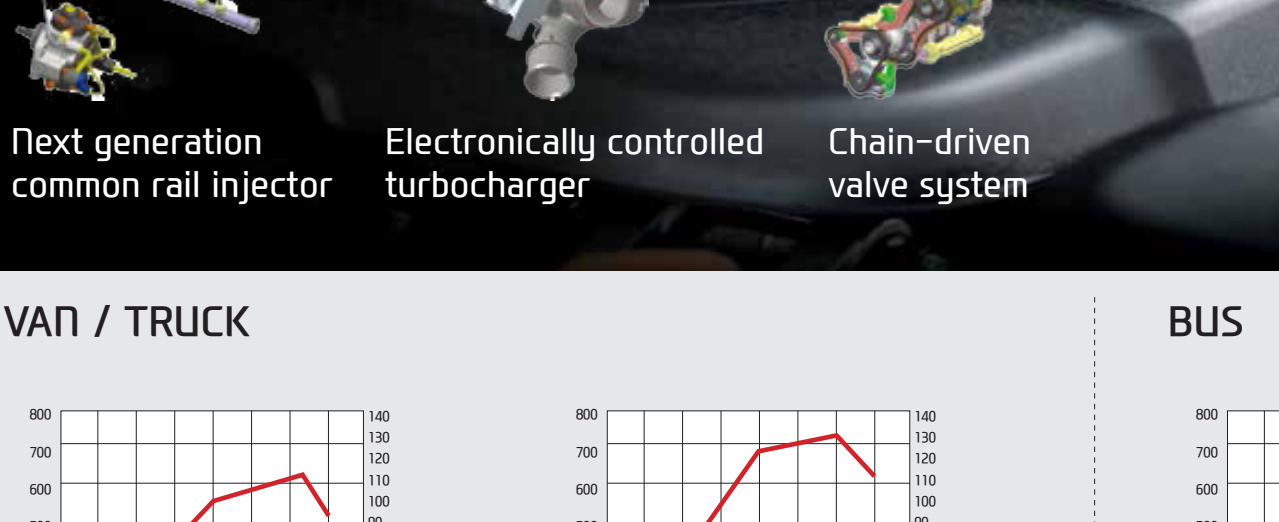 Next generation
common rail injector
Electronically controlled
turbocharger
Chain-driven
valve system
VAN / TRUCK
BUS
800
700
600
140
130
120
110
100
800
700
600
140
130
120
110
100
800
700
600